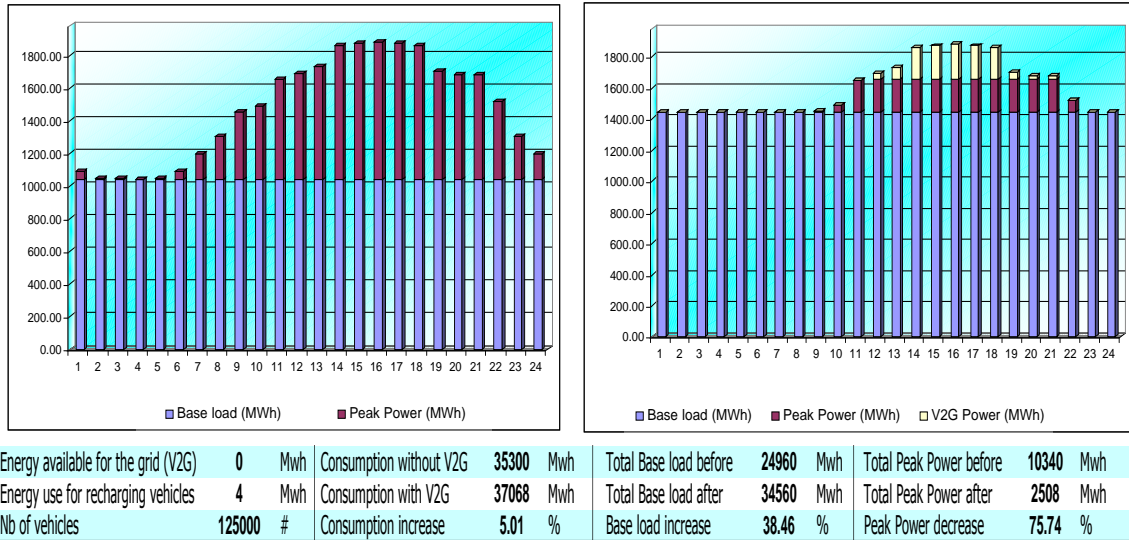 1800.00
1600.00
1400.00
1200.00
1000.00
800.00
600.00
400.00
200.00
0.00
1 2 3 4 5 6 7 8 9 10 11 12 13 14 15 16 17 18 19 20 21 22 23 24
Base load (MWh) Peak Power (MWh)
1800.00
1600.00
1400.00
1200.00
1000.00
800.00
600.00
400.00
200.00
0.00
1 2 3 4 5 6 7 8 9 10 11 12 13 14 15 16 17 18 19 20 21 22 23 24
Base load (MWh) Peak Power (MWh) V2G Power (MWh)
Energy available for the grid (V2G) 0 Mwh Consumption without V2G 35300 Mwh Total Base load before 24960 Mwh Total Peak Power before 10340 Mwh
Energy use for recharging vehicles 4 Mwh Consumption with V2G 37068 Mwh Total Base load after 34560 Mwh Total Peak Power after 2508 Mwh
Nb of vehicles 125000 # Consumption increase 5.01 % Base load increase 38.46 % Peak Power decrease 75.74 %